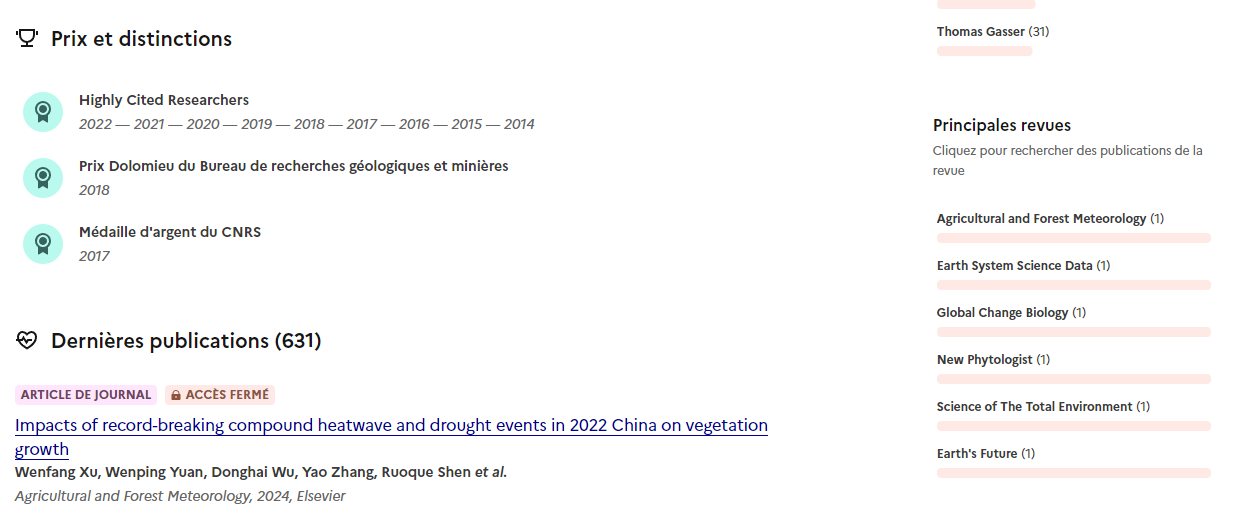 Prix et distinctions
Highly Cited Researchers
2022 — 2021 — 2020 — 2019 — 2018 — 2017 — 2016 — 2015 — 2014
Prix Dolomieu du Bureau de recherches géologiques et minières
2018
Médaille d'argent du CNRS
2017
Dernières publications (631)
ARTICLE DE JOURNAL ACCÈS FERMÉ
Impacts of record-breaking compound heatwave and drought events in 2022 China on vegetation
growth
Wenfang Xu, Wenping Yuan, Donghai Wu, Yao Zhang, Ruoque Shen et al.
Agricultural and Forest Meteorology, 2024, Elsevier
Thomas Gasser (31)
Principales revues
Cliquez pour rechercher des publications de la
revue
Agricultural and Forest Meteorology (1)
Earth System Science Data (1)
Global Change Biology (1)
New Phytologist (1)
Science of The Total Environment (1)
Earth's Future (1)